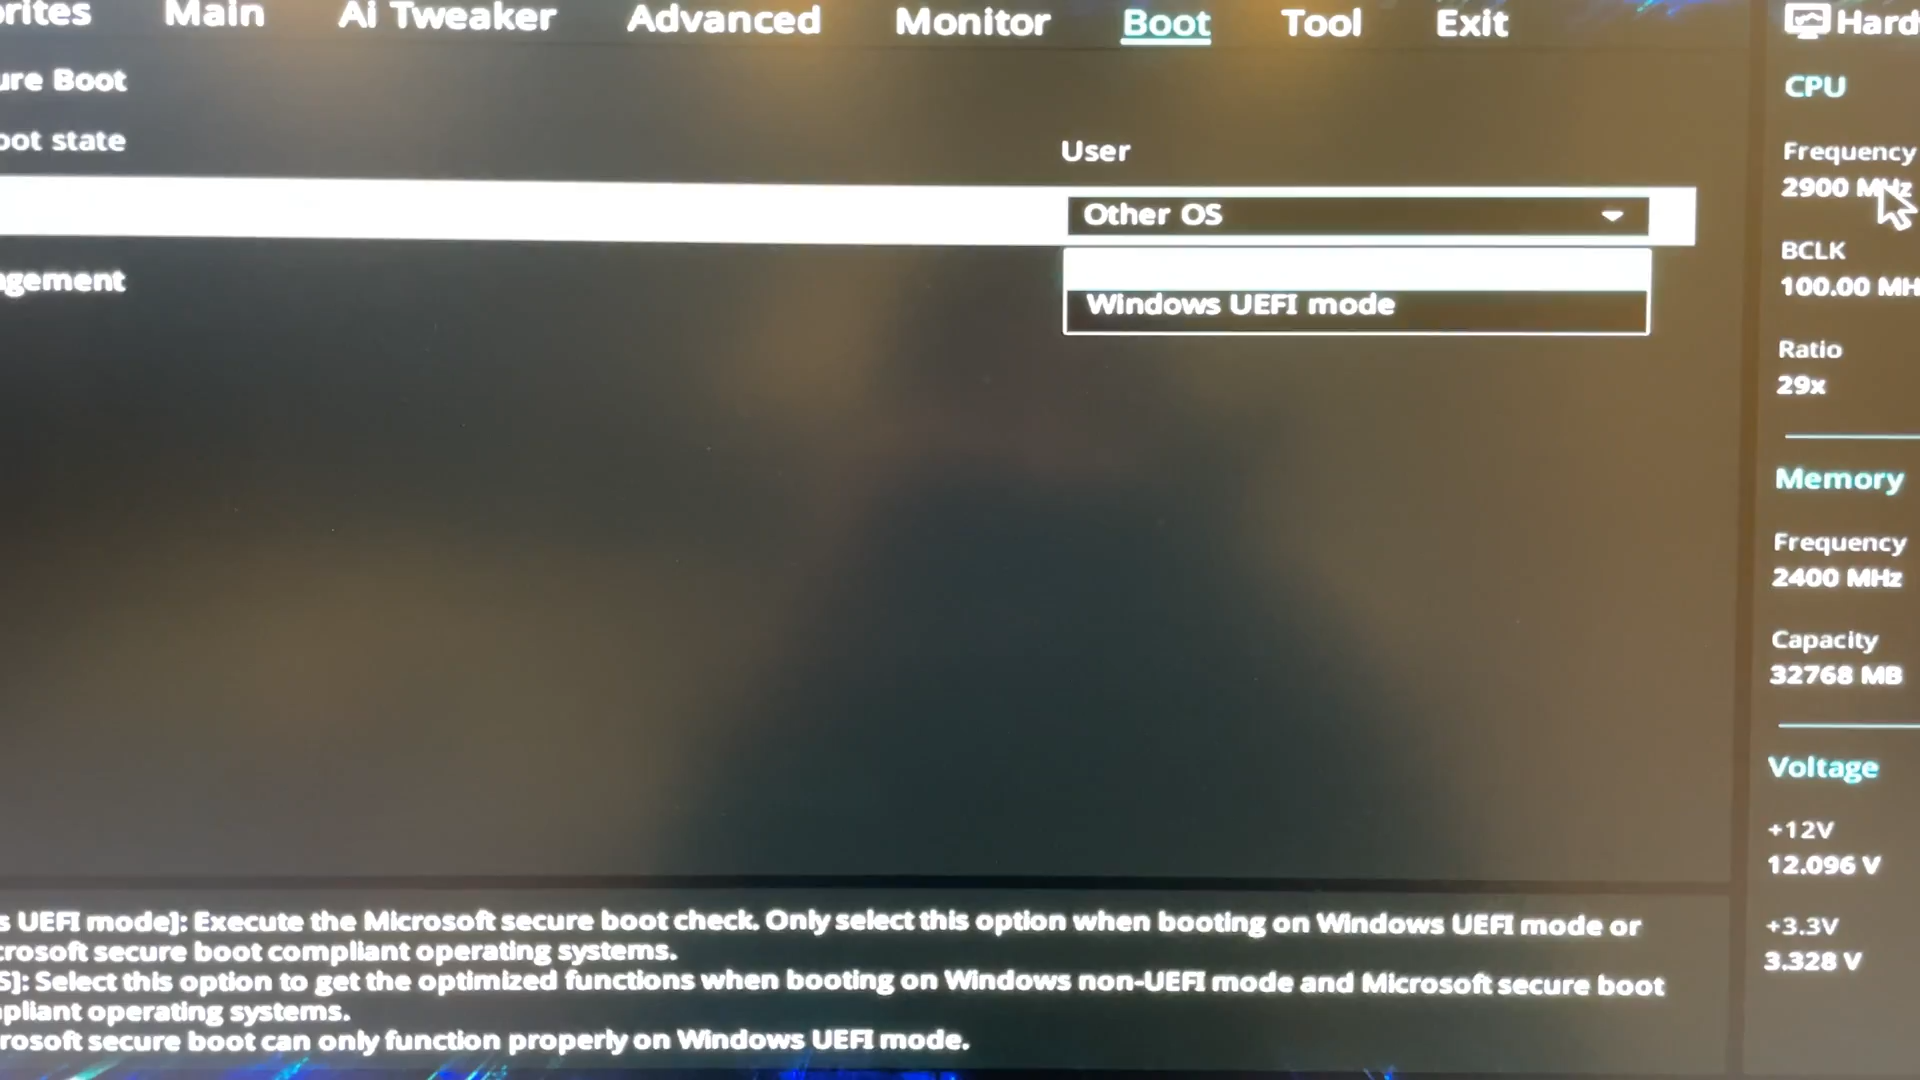 rites Main Ai Tweaker Advanced Monitor Boot Tool Exit
ure Boot
oot state
User
Other OS
Windows UEFI mode
gement
s UEFI mode]: Execute the Microsoft secure boot check. Only select this option when booting on Windows UEFI mode or
crosoft secure boot compliant operating systems.
S]: Select this option to get the optimized functions when booting on Windows non-UEFI mode and Microsoft secure boot
pliant operating systems.
rosoft secure boot can only function properly on Windows UEFI mode.
Hard
CPU
Frequency
2900 MHz
BCLK
100.00 MH
Ratio
29x
Memory
Frequency
2400 MHz
Capacity
32768 MB
Voltage
+12V
12.096 V
+3.3V
3.328 V